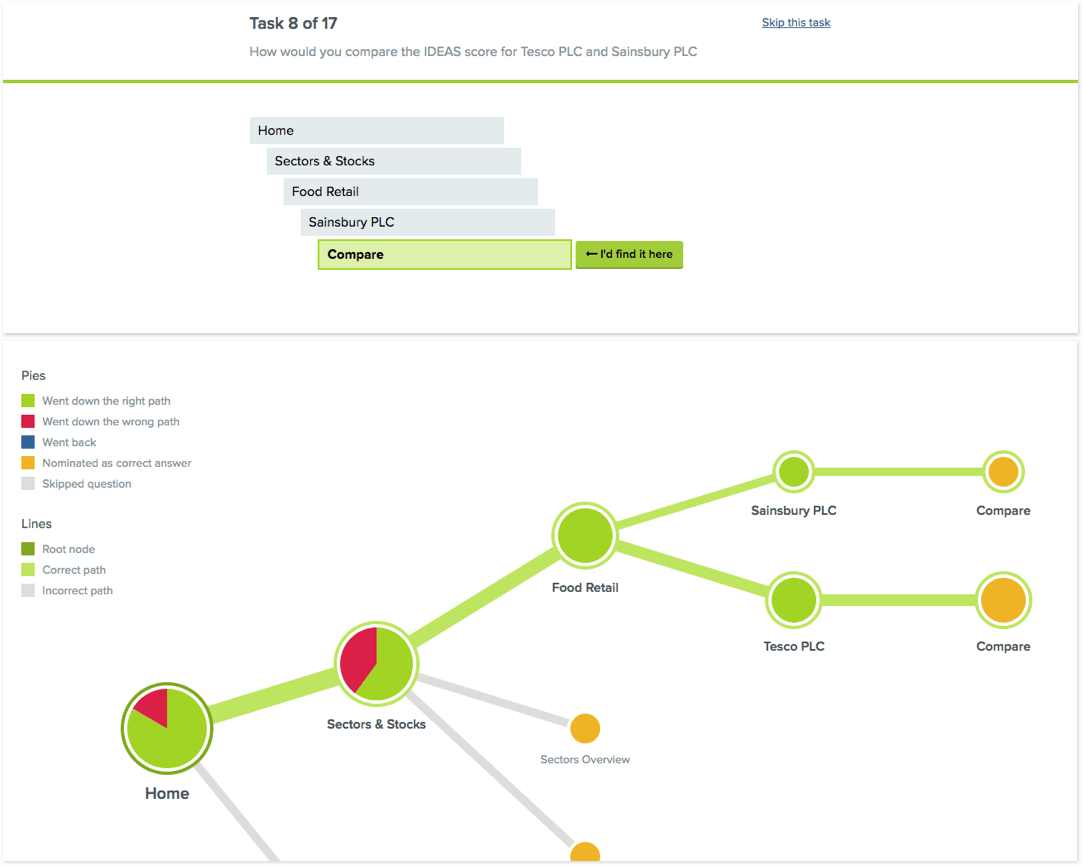 Task 8 of 17
Skip this task
How would you compare the IDEAS score for Tesco PLC and Sainsbury PLC
Home
Sectors & Stocks
Food Retail
Sainsbury PLC
Compare
←I'd find it here
Pies
Went down the right path
Went down the wrong path
Went back
Nominated as correct answer
Skipped question
Lines
Root node
Correct path
Incorrect path
Sainsbury PLC
Compare
Food Retail
Tesco PLC
Compare
Sectors & Stocks
Sectors Overview
Home